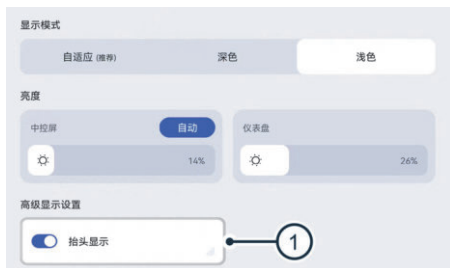 显示模式
自适应 (推荐) 深色 浅色
亮度
中控屏 自动 仪表盘
14% 26%
高级显示设置
抬头显示 1